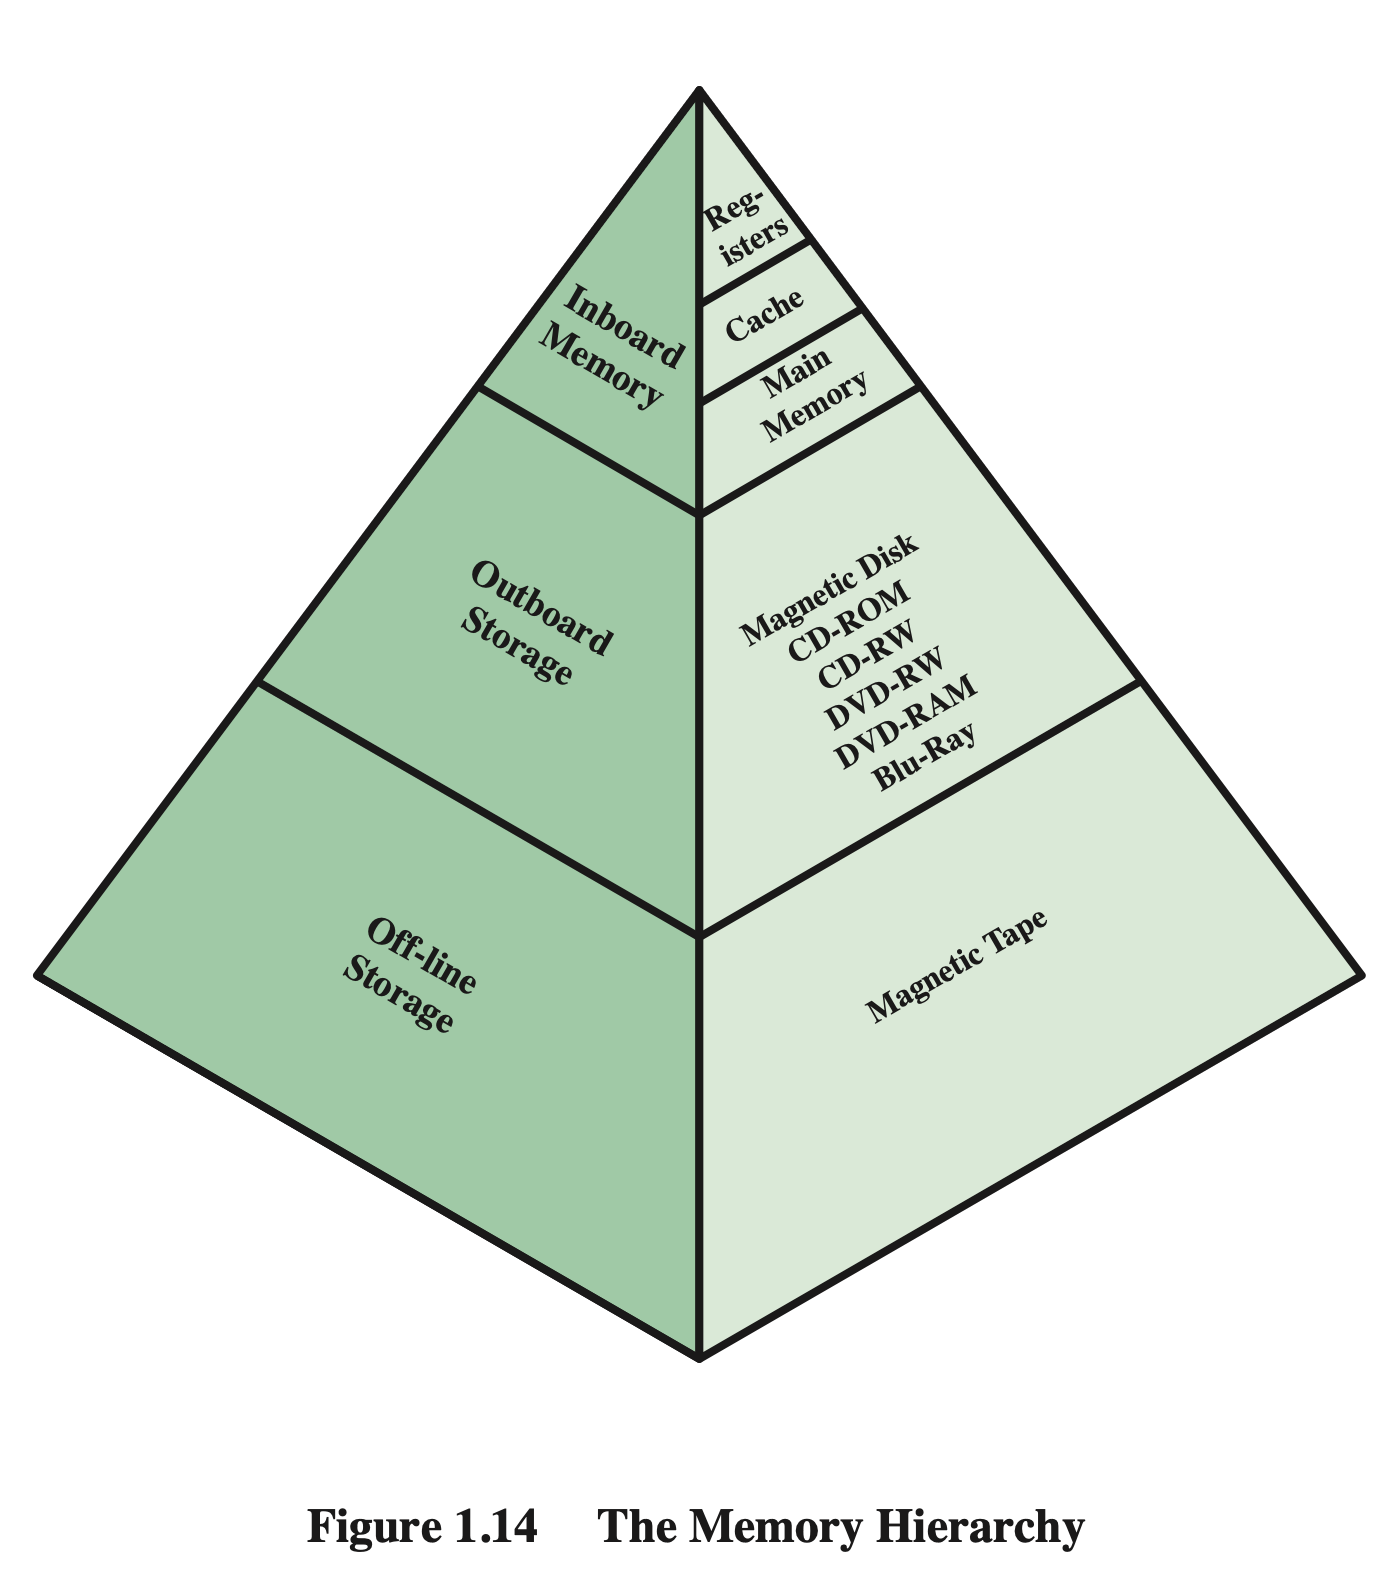 Inboard
Memory
Outboard
Storage
Off-line
Storage
Reg-
isters
Cache
Main
Memory
Magnetic Disk
CD-ROM
CD-RW
DVD-RW
DVD-RAM
Blu-Ray
Magnetic Tape
Figure 1.14 The Memory Hierarchy